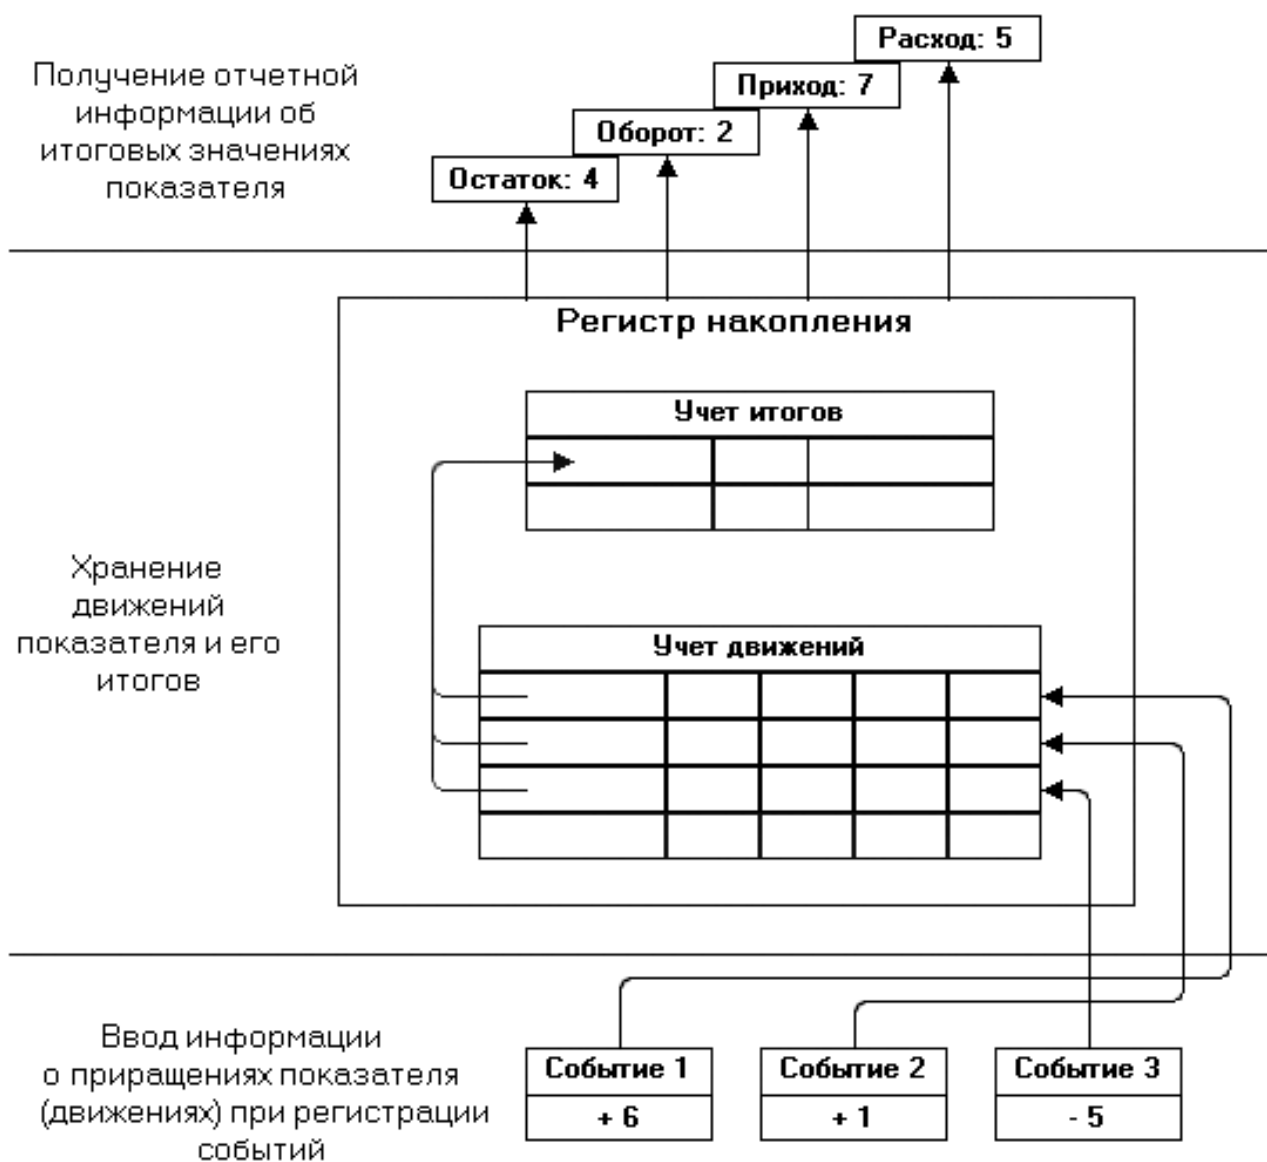 Расход: 5
Приход: 7
Оборот: 2
Остаток: 4
Получение отчетной
информации об
итоговых значениях
показателя
Регистр накопления
Учет итогов
Хранение
движений
показателя и его
итогов
Учет движений
Ввод информации
о приращениях показателя
(движениях) при регистрации
событий
Событие 1
+ 6
Событие 2
+ 1
Событие 3
- 5